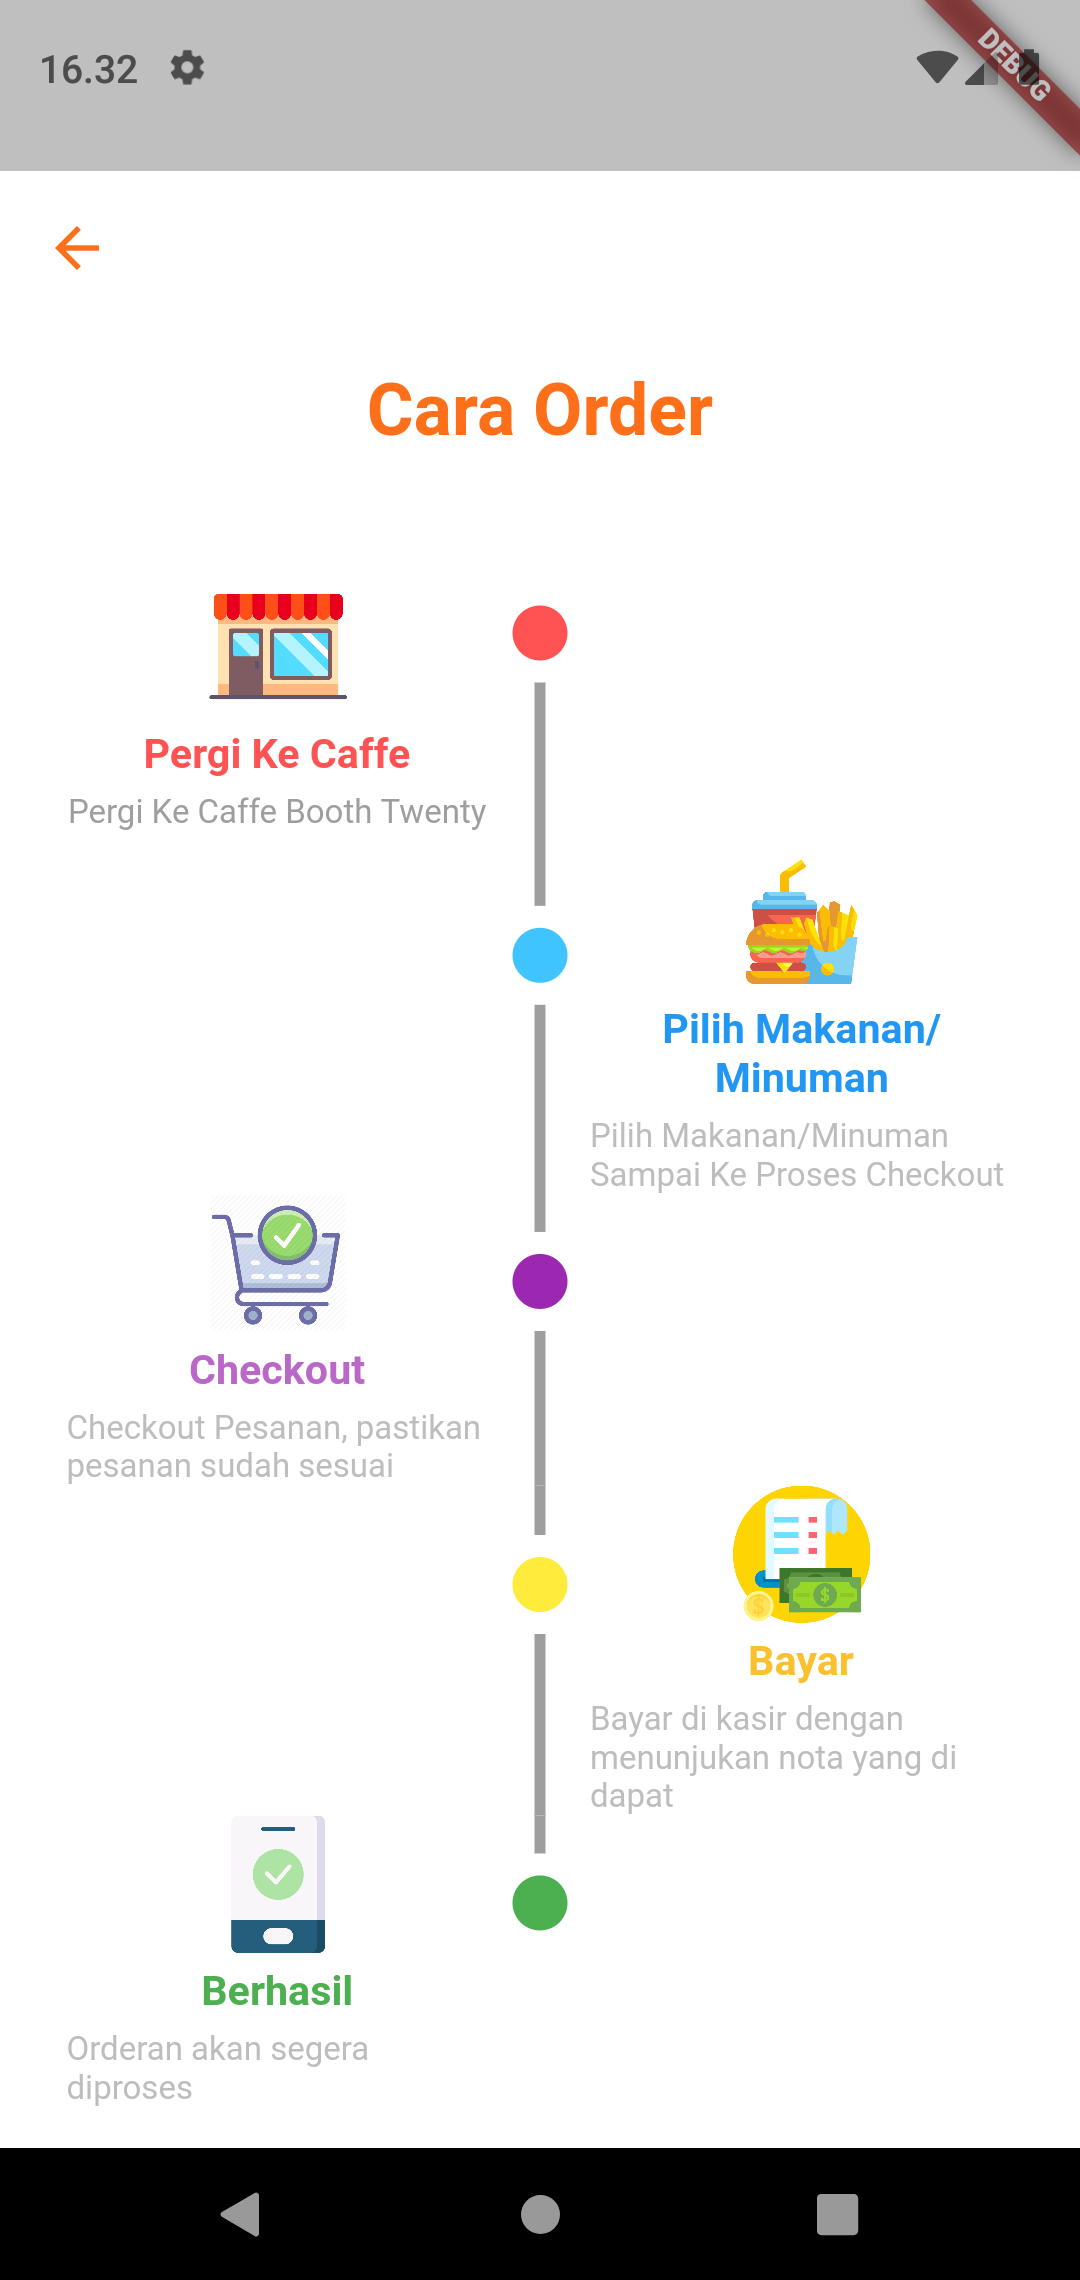 16.32
DEBUG
Cara Order
Pergi Ke Caffe
Pergi Ke Caffe Booth Twenty
Pilih Makanan/
Minuman
Pilih Makanan/Minuman
Sampai Ke Proses Checkout
Checkout
Checkout Pesanan, pastikan
pesanan sudah sesuai
Bayar
Bayar di kasir dengan
menunjukan nota yang di
dapat
Berhasil
Orderan akan segera
diproses